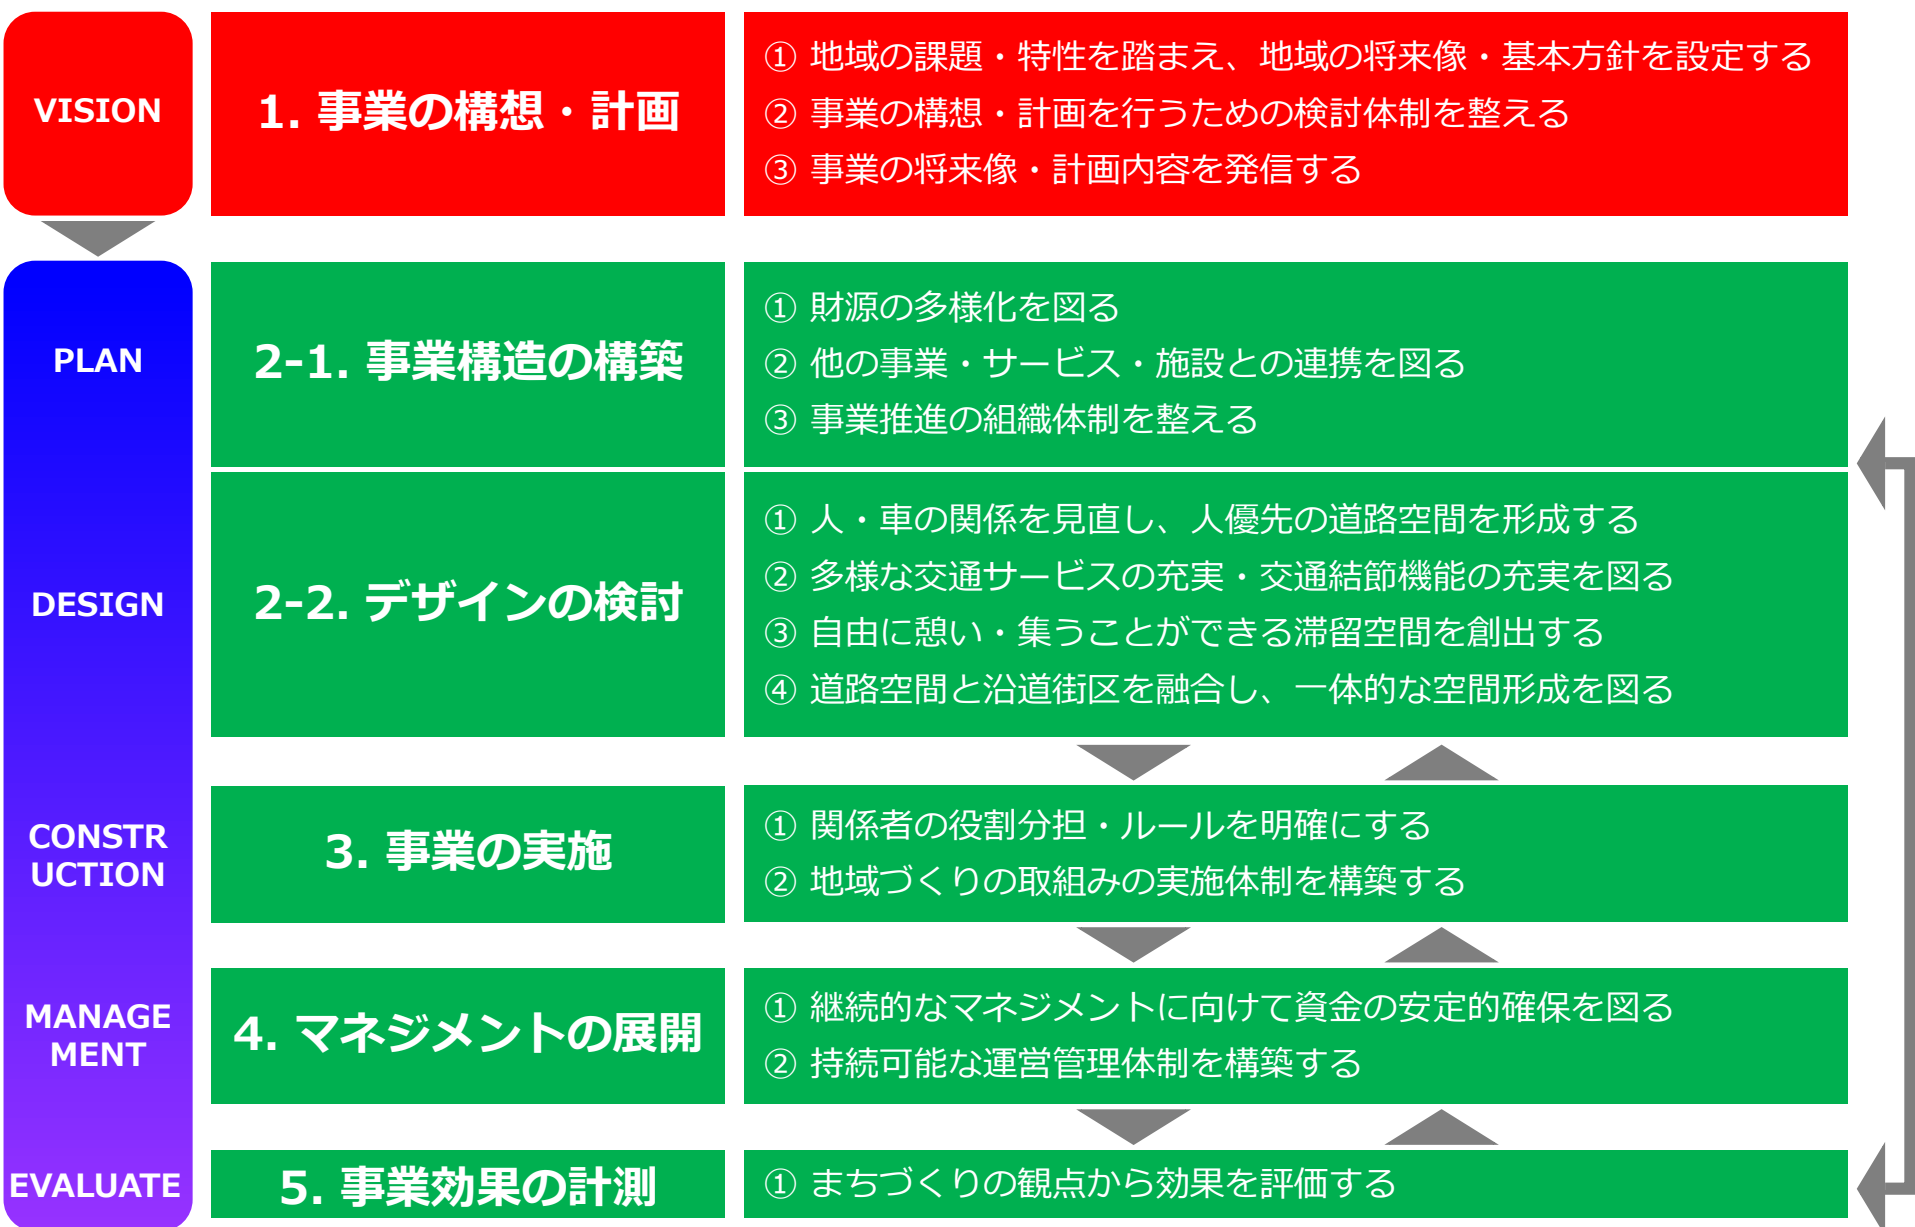 VISION
1. 事業の構想・計画
① 地域の課題・特性を踏まえ、地域の将来像・基本方針を設定する
② 事業の構想・計画を行うための検討体制を整える
③ 事業の将来像・計画内容を発信する
PLAN
2-1. 事業構造の構築
① 財源の多様化を図る
② 他の事業・サービス・施設との連携を図る
③ 事業推進の組織体制を整える
DESIGN
2-2. デザインの検討
① 人・車の関係を見直し、人優先の道路空間を形成する
② 多様な交通サービスの充実・交通結節機能の充実を図る
③ 自由に憩い・集うことができる滞留空間を創出する
④ 道路空間と沿道街区を融合し、一体的な空間形成を図る
CONSTR
UCTION
3. 事業の実施
① 関係者の役割分担・ルールを明確にする
② 地域づくりの取組みの実施体制を構築する
MANAGE
MENT
4. マネジメントの展開
① 継続的なマネジメントに向けて資金の安定的確保を図る
② 持続可能な運営管理体制を構築する
EVALUATE
5. 事業効果の計測
① まちづくりの観点から効果を評価する